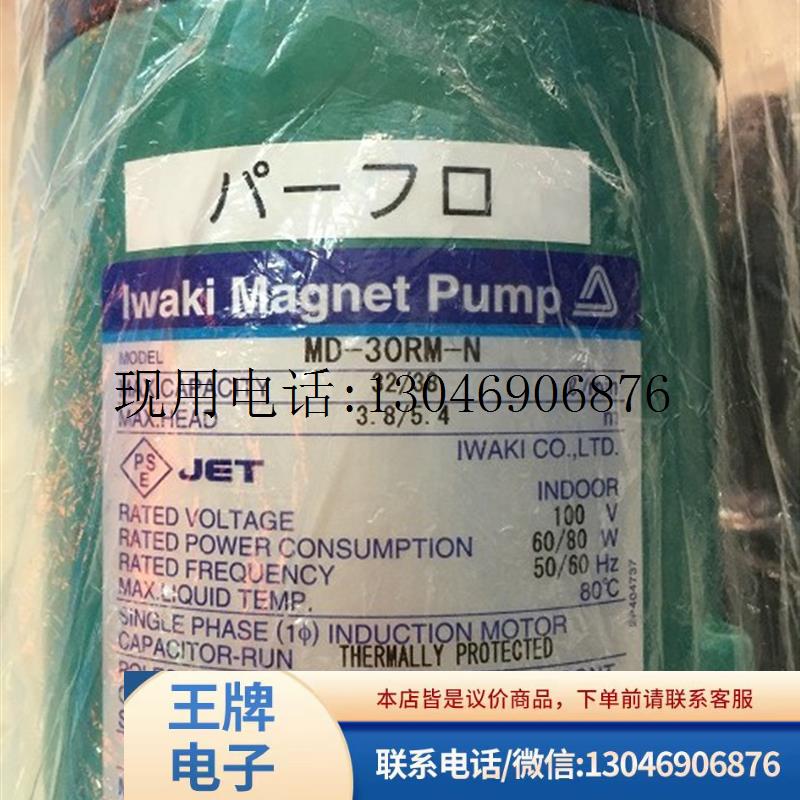 パーフロ
Iwaki Magnet Pump
MODEL MD-30RM-N
CAPACITY 32/38
现用电话:13046906876
MAX.HEAD 3.8/5.4 m
IWAKI CO.,LTD.
PSE JET
INDOOR
RATED VOLTAGE 100 V
RATED POWER CONSUMPTION 60/80 W
RATED FREQUENCY 50/60 Hz
MAX.LIQUID TEMP. 80℃
SINGLE PHASE (1ϕ) INDUCTION MOTOR
CAPACITOR-RUN THERMALLY PROTECTED
王牌
电子
本店皆是议价商品，下单前请联系客服
联系电话/微信:13046906876